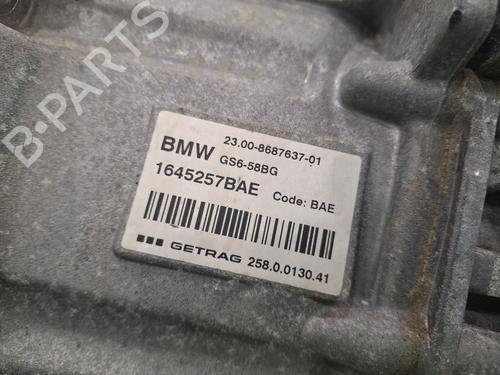 B-PARTS
23.00-8687637-01
BMW GS6-58BG
1645257BAE Code: BAE
GETRAG 258.0.0130.41